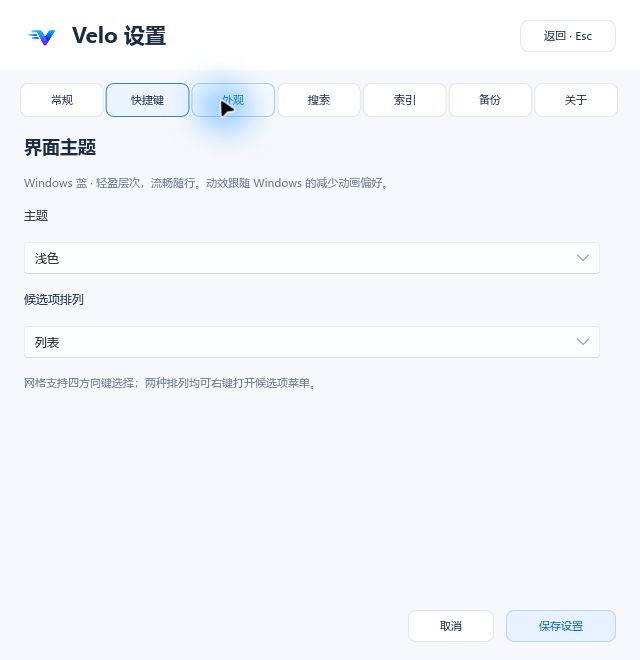 Velo 设置
返回 · Esc
常规
快捷键
外观
搜索
索引
备份
关于
界面主题
Windows 蓝 · 轻盈层次，流畅随行。动效跟随 Windows 的减少动画偏好。
主题
浅色
候选项排列
列表
网格支持四方向键选择；两种排列均可右键打开候选项菜单。
取消
保存设置